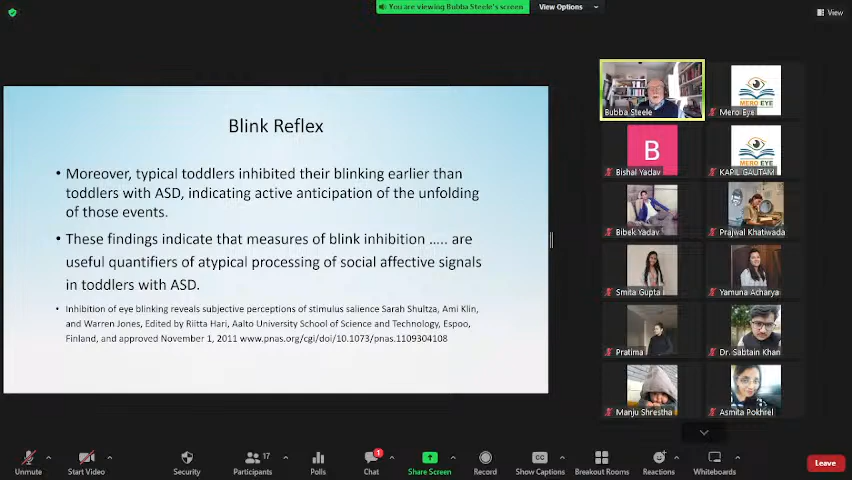 You are viewing Bubba Steele's screen
View Options
View
Blink Reflex
• Moreover, typical toddlers inhibited their blinking earlier than
toddlers with ASD, indicating active anticipation of the unfolding
of those events.
• These findings indicate that measures of blink inhibition ..... are
useful quantifiers of atypical processing of social affective signals
in toddlers with ASD.
• Inhibition of eye blinking reveals subjective perceptions of stimulus salience Sarah Shultza, Ami Klin,
and Warren Jones, Edited by Riitta Hari, Aalto University School of Science and Technology, Espoo,
Finland, and approved November 1, 2011 www.pnas.org/cgi/doi/10.1073/pnas.1109304108
Bubba Steele
MERO EYE
Mero Eye
B
Bishal Yadav
MERO EYE
KAPIL GAUTAM
Bibek Yadav
Prajwal Khatiwada
Smita Gupta I
Yamuna Acharya
Pratima
Dr. Sabtain Khan
Manju Shrestha
Asmita Pokhrel
Unmute
Start Video
Security
17
Participants
Polls
1
Chat
Share Screen
Record
CC
Show Captions
Breakout Rooms
Reactions
Whiteboards
Leave